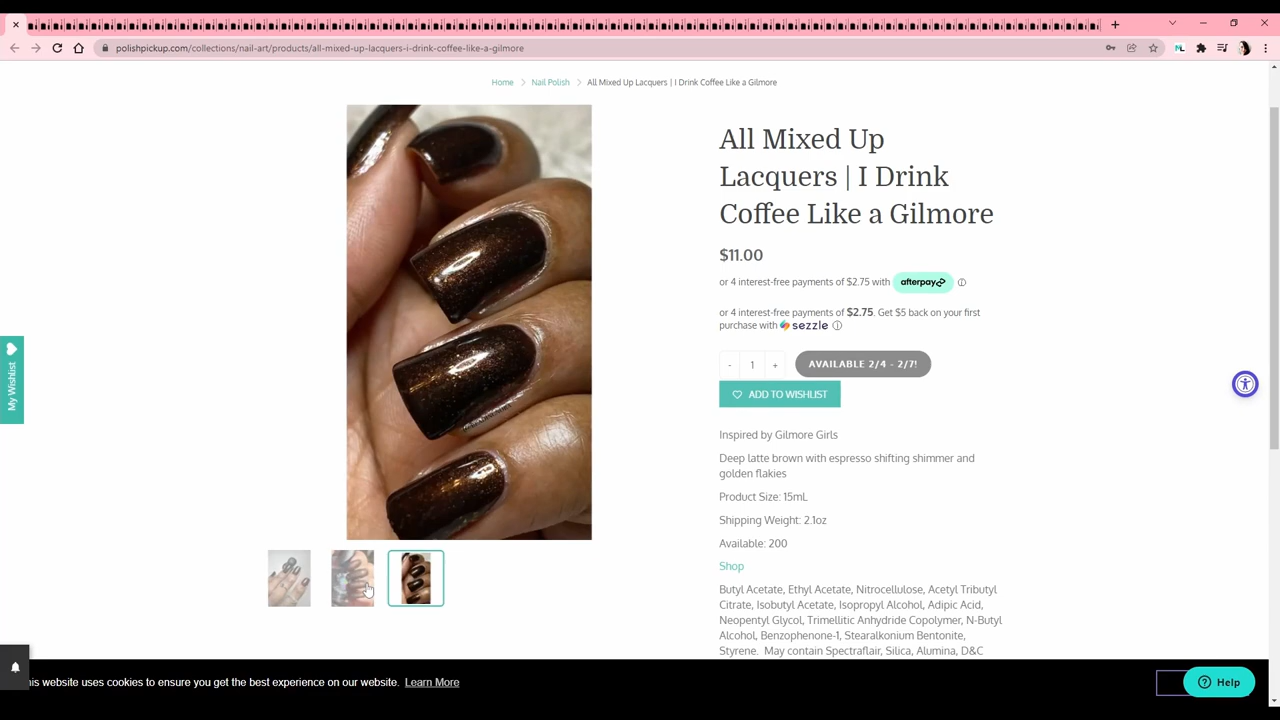 polishpickup.com/collections/nail-art/products/all-mixed-up-lacquers-i-drink-coffee-like-a-gilmore
Home > Nail Polish > All Mixed Up Lacquers | I Drink Coffee Like a Gilmore
All Mixed Up
Lacquers | I Drink
Coffee Like a Gilmore
$11.00
or 4 interest-free payments of $2.75 with afterpay
or 4 interest-free payments of $2.75. Get $5 back on your first
purchase with sezzle
- 1 + AVAILABLE 2/4 - 2/7!
ADD TO WISHLIST
My Wishlist
Inspired by Gilmore Girls
Deep latte brown with espresso shifting shimmer and
golden flakies
Product Size: 15mL
Shipping Weight: 2.1oz
Available: 200
Shop
Butyl Acetate, Ethyl Acetate, Nitrocellulose, Acetyl Tributyl
Citrate, Isobutyl Acetate, Isopropyl Alcohol, Adipic Acid,
Neopentyl Glycol, Trimellitic Anhydride Copolymer, N-Butyl
Alcohol, Benzophenone-1, Stearalkonium Bentonite,
Styrene. May contain Spectraflair, Silica, Alumina, D&C
his website uses cookies to ensure you get the best experience on our website. Learn More
Help